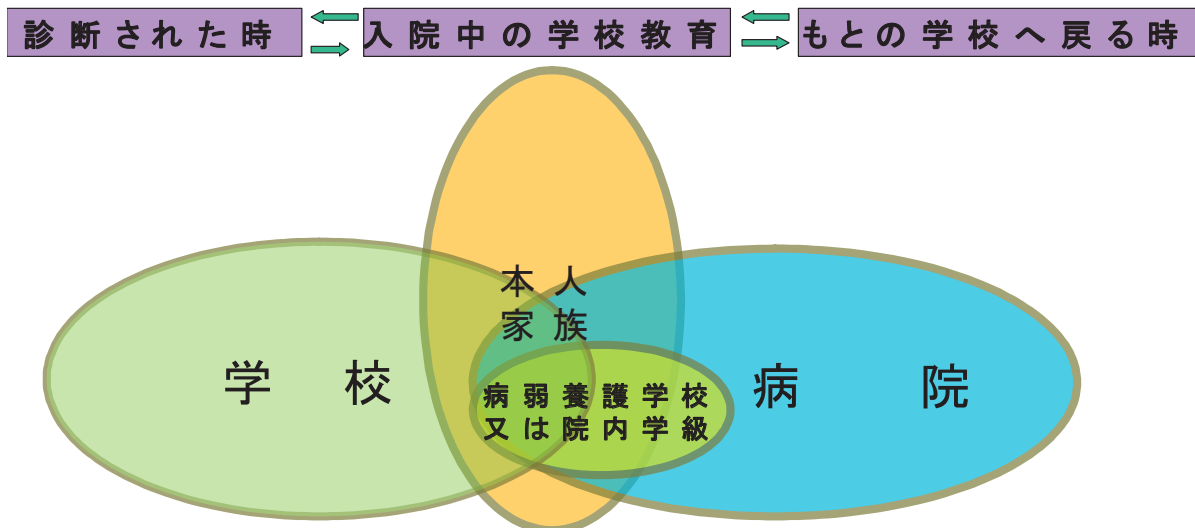 診断された時
入院中の学校教育
もとの学校へ戻る時
本人
家族
学校
病院
病弱養護学校
又は院内学級